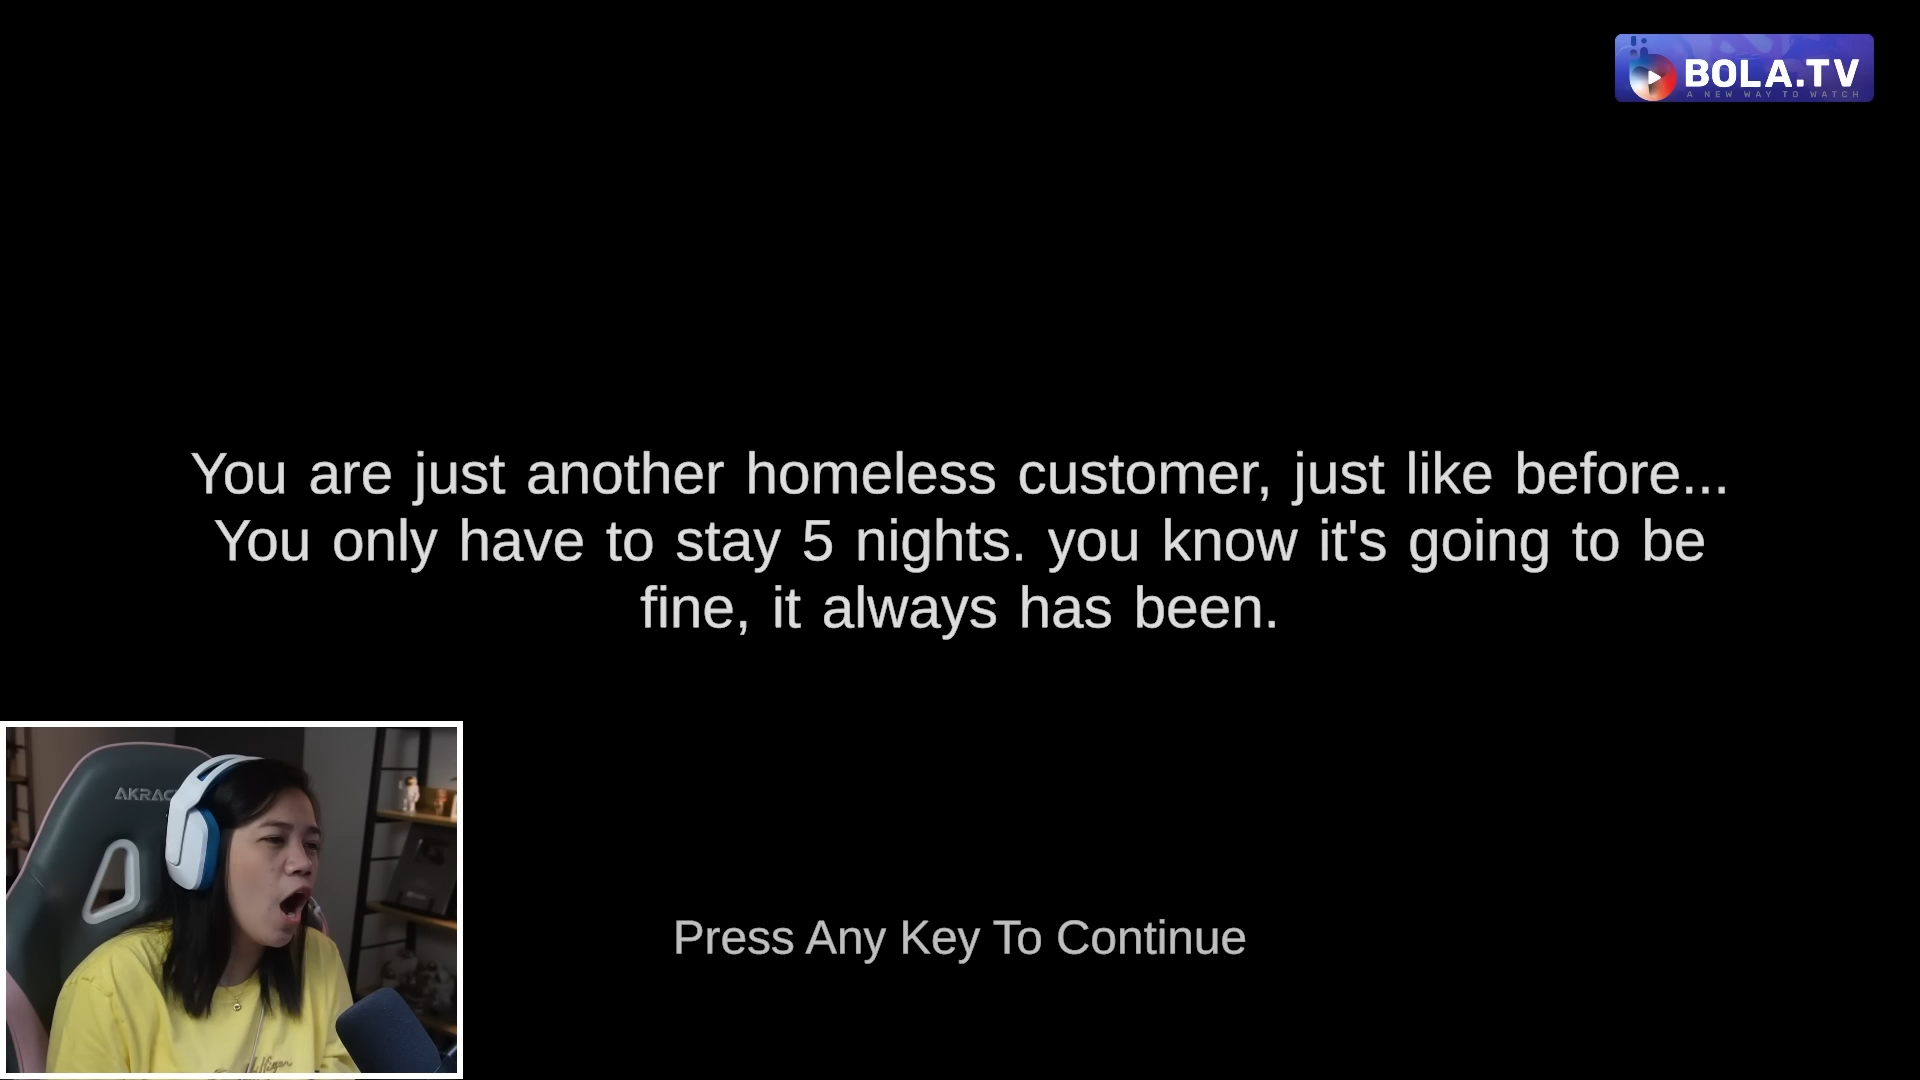 BOLA.TV
A NEW WAY TO WATCH
You are just another homeless customer, just like before...
You only have to stay 5 nights. you know it's going to be
fine, it always has been.
AKRAC
Press Any Key To Continue